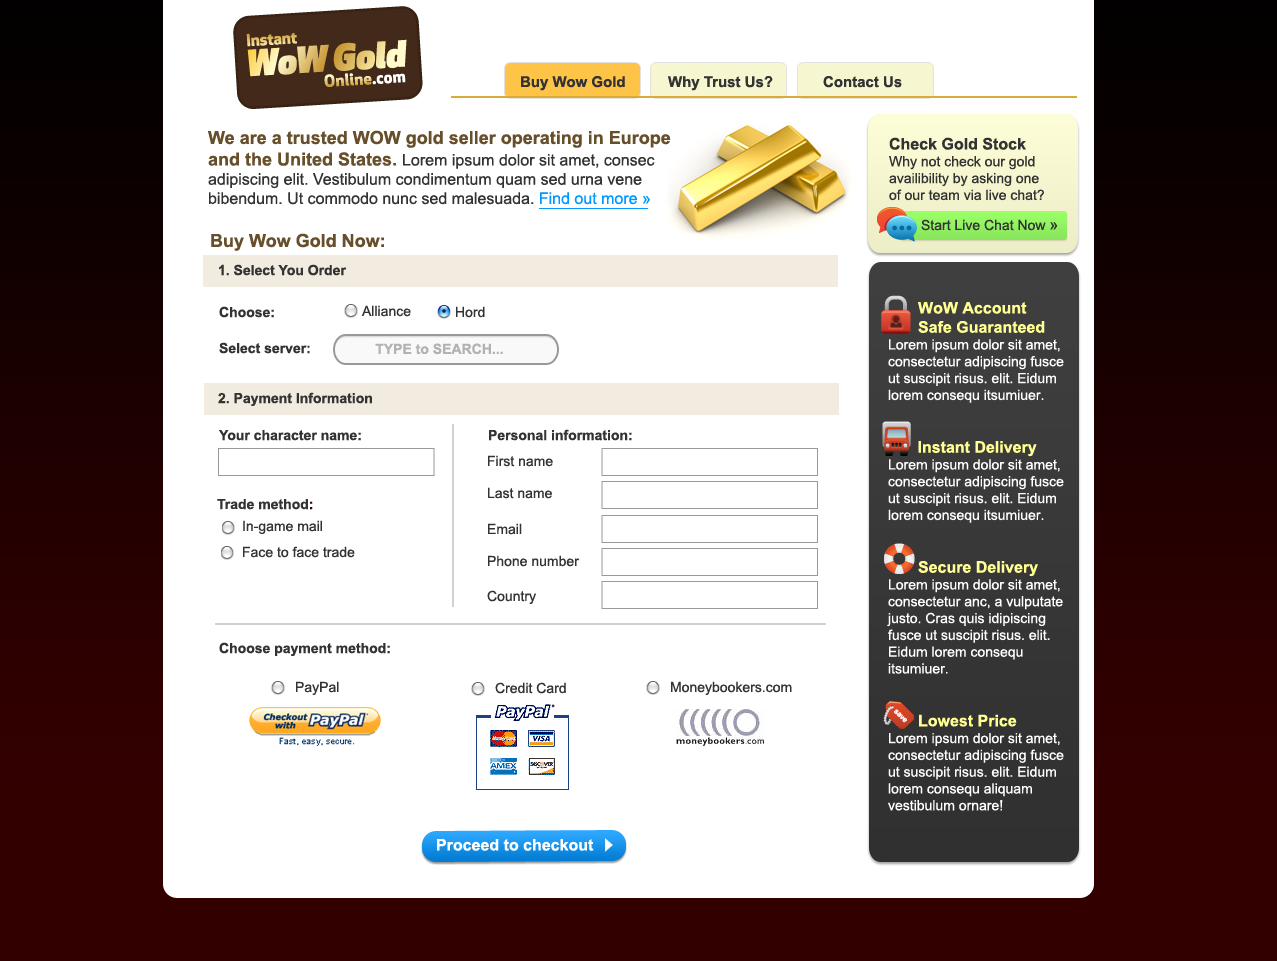 Instant
WoW Gold
Online.com
Buy Wow Gold
Why Trust Us?
Contact Us
We are a trusted WOW gold seller operating in Europe
and the United States. Lorem ipsum dolor sit amet, consec
adipiscing elit. Vestibulum condimentum quam sed urna vene
bibendum. Ut commodo nunc sed malesuada. Find out more »
Check Gold Stock
Why not check our gold
availibility by asking one
of our team via live chat?
Start Live Chat Now »
Buy Wow Gold Now:
1. Select You Order
Choose:
Alliance
Hord
Select server:
TYPE to SEARCH...
2. Payment Information
Your character name:
Trade method:
In-game mail
Face to face trade
Personal information:
First name
Last name
Email
Phone number
Country
Choose payment method:
PayPal
Checkout
with PayPal
Fast, easy, secure.
Credit Card
PayPal
MasterCard
VISA
AMEX
DISCOVER
Moneybookers.com
moneybookers.com
Proceed to checkout
WoW Account
Safe Guaranteed
Lorem ipsum dolor sit amet,
consectetur adipiscing fusce
ut suscipit risus. elit. Eidum
lorem consequ itsumiuer.
Instant Delivery
Lorem ipsum dolor sit amet,
consectetur adipiscing fusce
ut suscipit risus. elit. Eidum
lorem consequ itsumiuer.
Secure Delivery
Lorem ipsum dolor sit amet,
consectetur anc, a vulputate
justo. Cras quis idipiscing
fusce ut suscipit risus. elit.
Eidum lorem consequ
itsumiuer.
save
Lowest Price
Lorem ipsum dolor sit amet,
consectetur adipiscing fusce
ut suscipit risus. elit. Eidum
lorem consequ aliquam
vestibulum ornare!